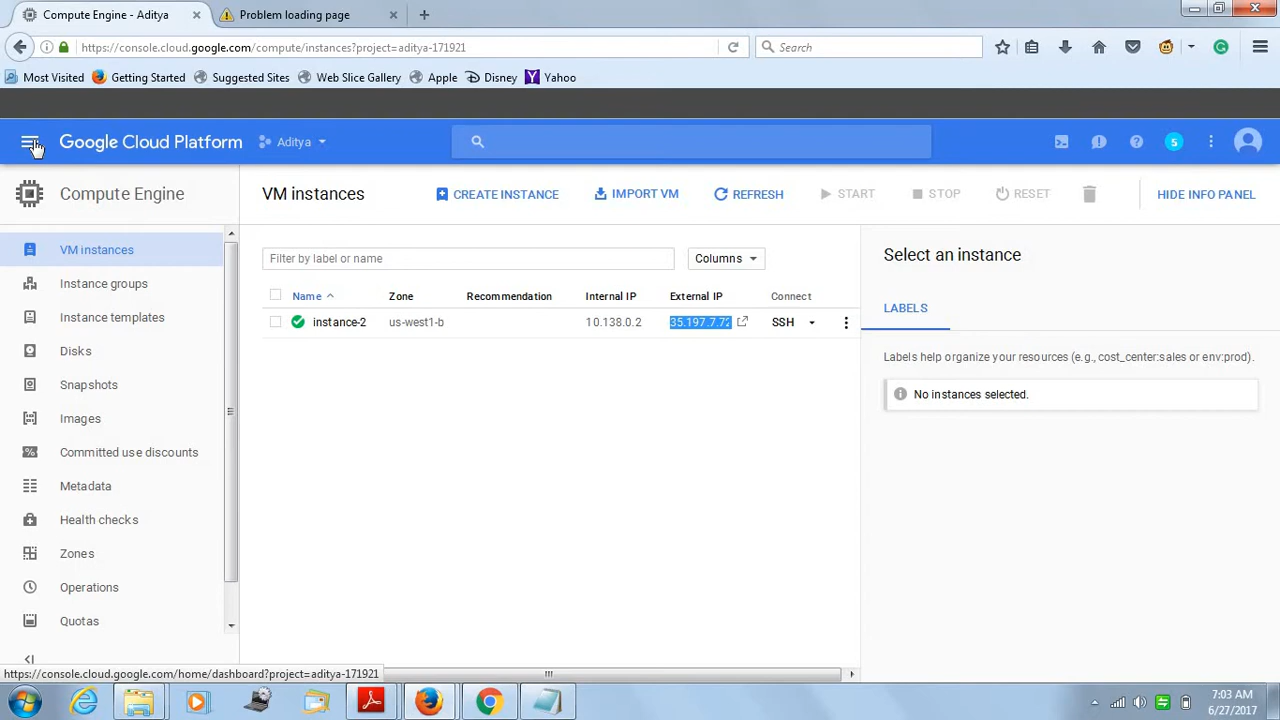 Compute Engine - Aditya
Problem loading page
https://console.cloud.google.com/compute/instances?project=aditya-171921
Search
Most Visited
Getting Started
Suggested Sites
Web Slice Gallery
Apple
Disney
Yahoo
Google Cloud Platform
Aditya
5
Compute Engine
VM instances
CREATE INSTANCE
IMPORT VM
REFRESH
START
STOP
RESET
HIDE INFO PANEL
VM instances
Instance groups
Instance templates
Disks
Snapshots
Images
Committed use discounts
Metadata
Health checks
Zones
Operations
Quotas
Filter by label or name
Columns
Name Zone Recommendation Internal IP External IP Connect
instance-2 us-west1-b 10.138.0.2 35.197.7.72 SSH
Select an instance
LABELS
Labels help organize your resources (e.g., cost_center:sales or env:prod).
No instances selected.
https://console.cloud.google.com/home/dashboard?project=aditya-171921
7:03 AM
6/27/2017